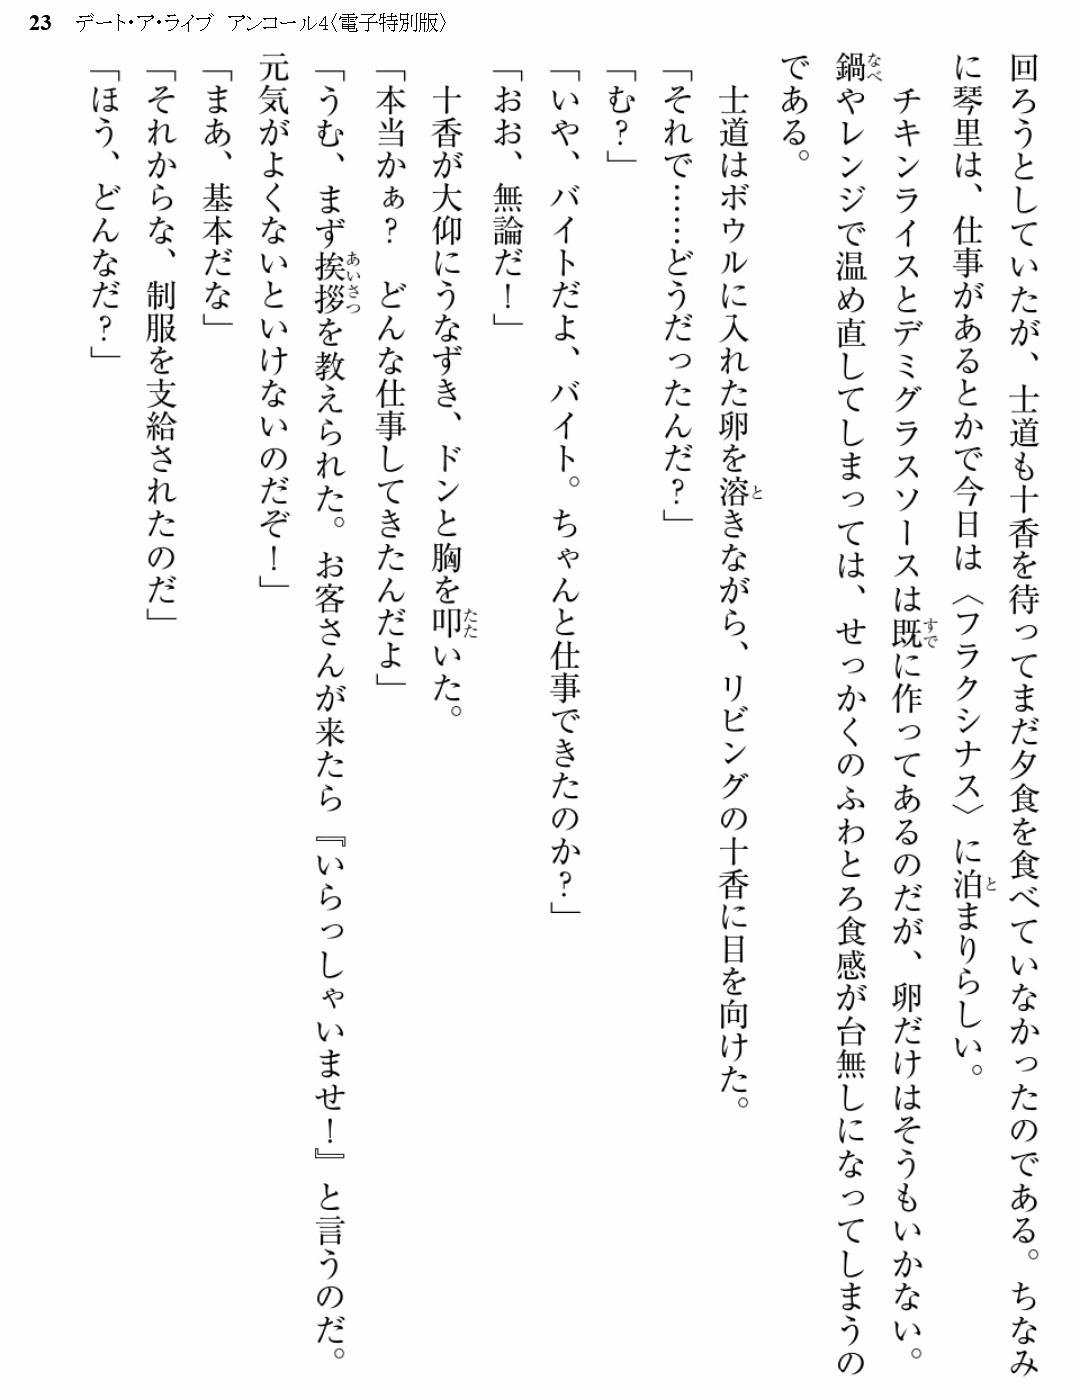 23 デート・ア・ライブ アンコール4〈電子特別版〉
回ろうとしていたが、士道も十香を待ってまだ夕食を食べていなかったのである。ちなみ
に琴里は、仕事があるとかで今日は〈フラクシナス〉に泊まりらしい。
　チキンライスとデミグラスソースは既に作ってあるのだが、卵だけはそうもいかない。
鍋やレンジで温め直してしまっては、せっかくのふわとろ食感が台無しになってしまうの
である。
　士道はボウルに入れた卵を溶きながら、リビングの十香に目を向けた。
「それで……どうだったんだ？」
「む？」
「いや、バイトだよ、バイト。ちゃんと仕事できたのか？」
「おお、無論だ！」
　十香が大仰にうなずき、ドンと胸を叩いた。
「本当かぁ？　どんな仕事してきたんだよ」
「うむ、まず挨拶を教えられた。お客さんが来たら『いらっしゃいませ！』と言うのだ。
元気がよくないといけないのだぞ！」
「まあ、基本だな」
「それからな、制服を支給されたのだ」
「ほう、どんなだ？」